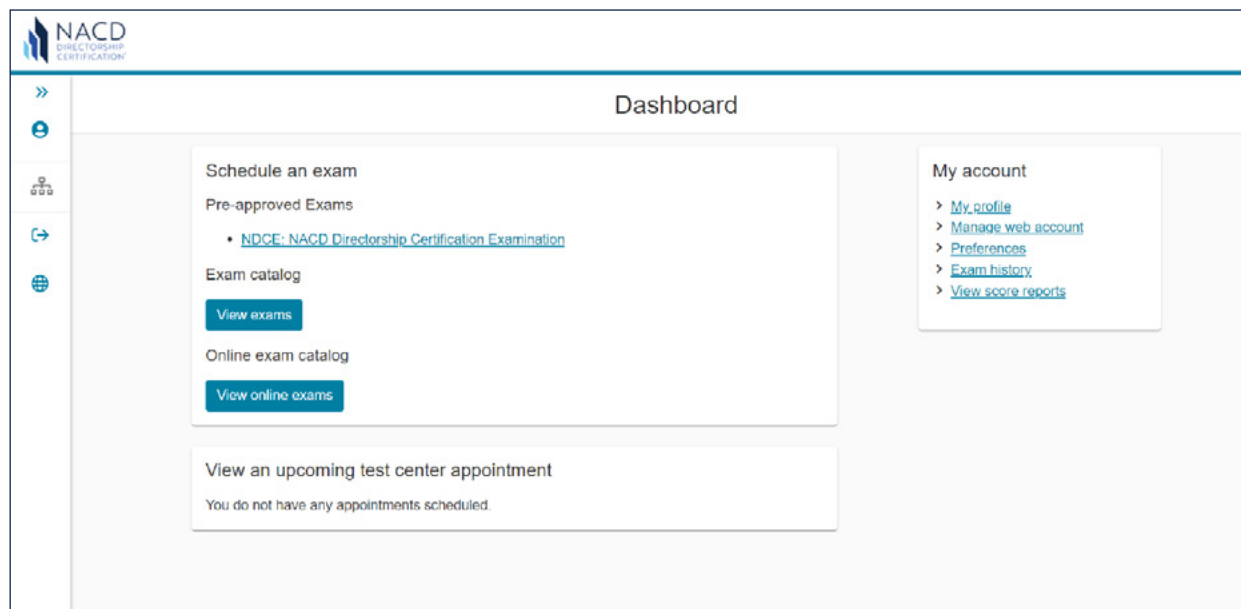 NACD
DIRECTORSHIP
CERTIFICATION
Dashboard
Schedule an exam
Pre-approved Exams
• NDCE: NACD Directorship Certification Examination
Exam catalog
View exams
Online exam catalog
View online exams
View an upcoming test center appointment
You do not have any appointments scheduled.
My account
My profile
Manage web account
Preferences
Exam history
View score reports